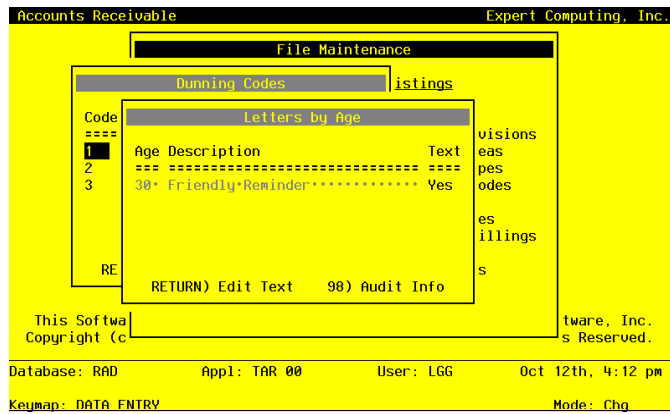 Accounts Receivable Expert Computing, Inc.
File Maintenance
Dunning Codes istings
Code Letters by Age
==== visions
1 Age Description Text eas
2 === ============================== ==== pes
3 30· Friendly·Reminder············· Yes odes
es
illings
RE s
RETURN) Edit Text 98) Audit Info
This Softwa tware, Inc.
Copyright (c s Reserved.
Database: RAD Appl: TAR 00 User: LGG Oct 12th, 4:12 pm
Keymap: DATA ENTRY Mode: Chg